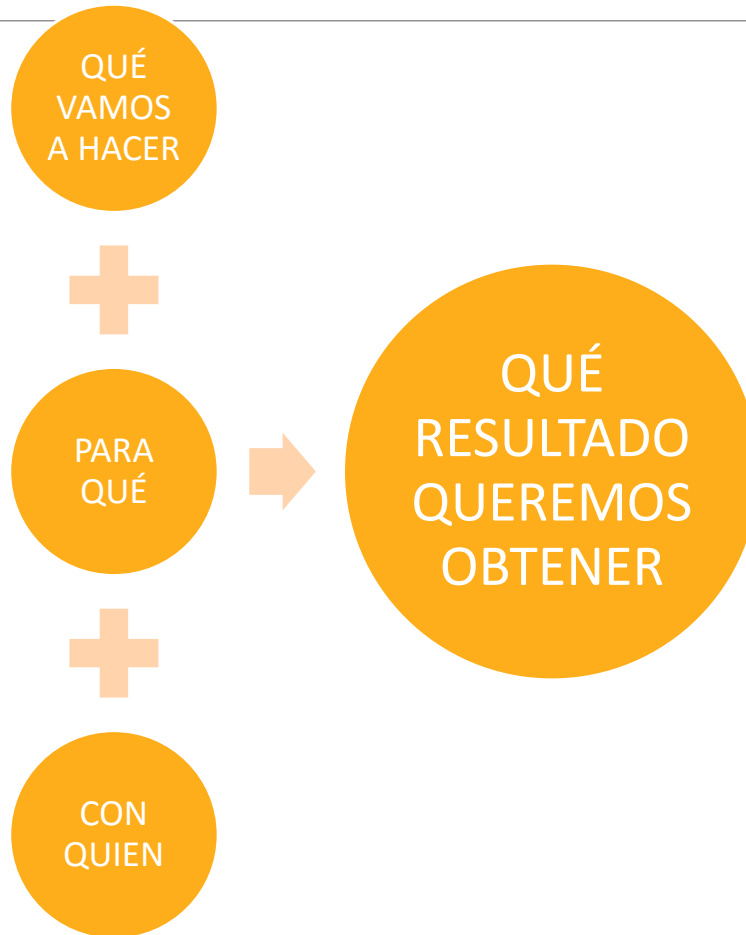 QUÉ
VAMOS
A HACER
PARA
QUÉ
CON
QUIEN
QUÉ
RESULTADO
QUEREMOS
OBTENER